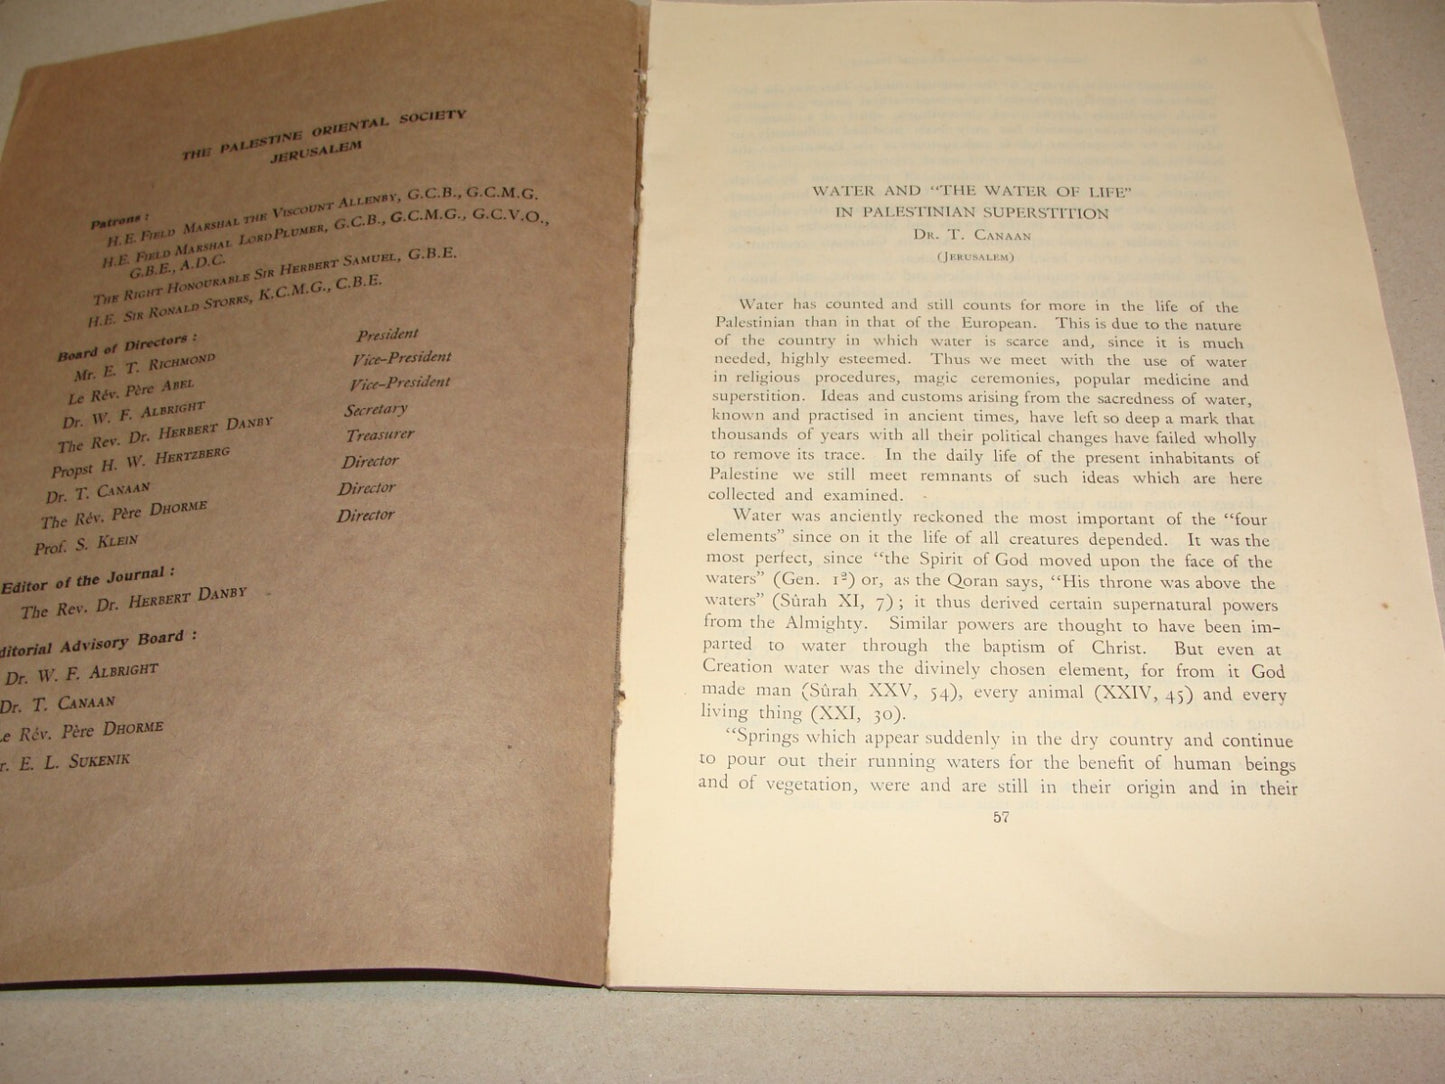 THE PALESTINE ORIENTAL SOCIETY
JERUSALEM
Patrons :
H. E. Field Marshal the Viscount Allenby, G.C.B., G.C.M.G.
H.E. Field Marshal Lord Plumer, G.C.B., G.C.M.G., G.C.V.O.,
G.B.E., A.D.C.
The Right Honourable Sir Herbert Samuel, G.B.E.
H.E. Sir Ronald Storrs, K.C.M.G., C.B.E.
Board of Directors :
Mr. E. T. Richmond President
Le Rév. Père Abel Vice-President
Dr. W. F. Albright Vice-President
The Rev. Dr. Herbert Danby Secretary
Propst H. W. Hertzberg Treasurer
Dr. T. Canaan Director
The Rév. Père Dhorme Director
Prof. S. Klein Director
Editor of the Journal :
The Rev. Dr. Herbert Danby
ditorial Advisory Board :
Dr. W. F. Albright
Dr. T. Canaan
Le Rév. Père Dhorme
r. E. L. Sukenik
WATER AND “THE WATER OF LIFE”
IN PALESTINIAN SUPERSTITION
Dr. T. Canaan
(Jerusalem)
Water has counted and still counts for more in the life of the
Palestinian than in that of the European. This is due to the nature
of the country in which water is scarce and, since it is much
needed, highly esteemed. Thus we meet with the use of water
in religious procedures, magic ceremonies, popular medicine and
superstition. Ideas and customs arising from the sacredness of water,
known and practised in ancient times, have left so deep a mark that
thousands of years with all their political changes have failed wholly
to remove its trace. In the daily life of the present inhabitants of
Palestine we still meet remnants of such ideas which are here
collected and examined.
Water was anciently reckoned the most important of the “four
elements” since on it the life of all creatures depended. It was the
most perfect, since “the Spirit of God moved upon the face of the
waters” (Gen. 1²) or, as the Qoran says, “His throne was above the
waters” (Sûrah XI, 7) ; it thus derived certain supernatural powers
from the Almighty. Similar powers are thought to have been im-
parted to water through the baptism of Christ. But even at
Creation water was the divinely chosen element, for from it God
made man (Sûrah XXV, 54), every animal (XXIV, 45) and every
living thing (XXI, 30).
“Springs which appear suddenly in the dry country and continue
to pour out their running waters for the benefit of human beings
and of vegetation, were and are still in their origin and in their
57